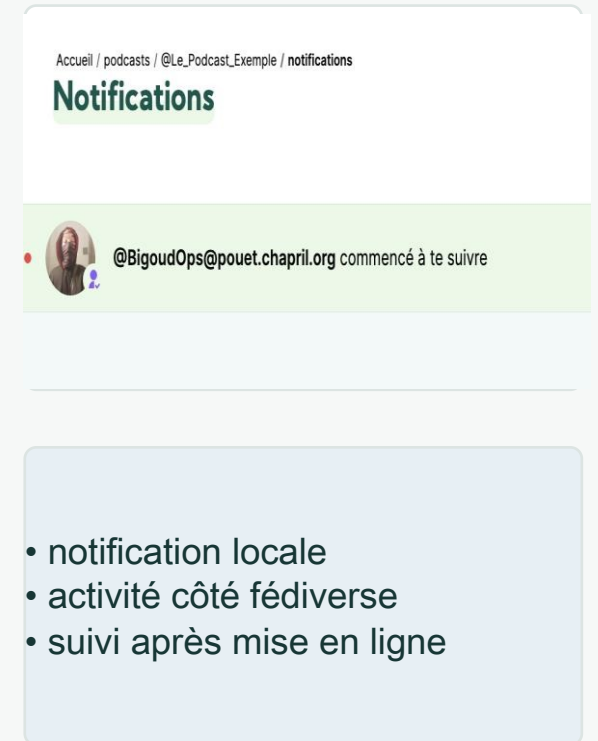 Accueil / podcasts / @Le_Podcast_Exemple / notifications
Notifications
@BigoudOps@pouet.chapril.org commencé à te suivre
• notification locale
• activité côté fédiverse
• suivi après mise en ligne